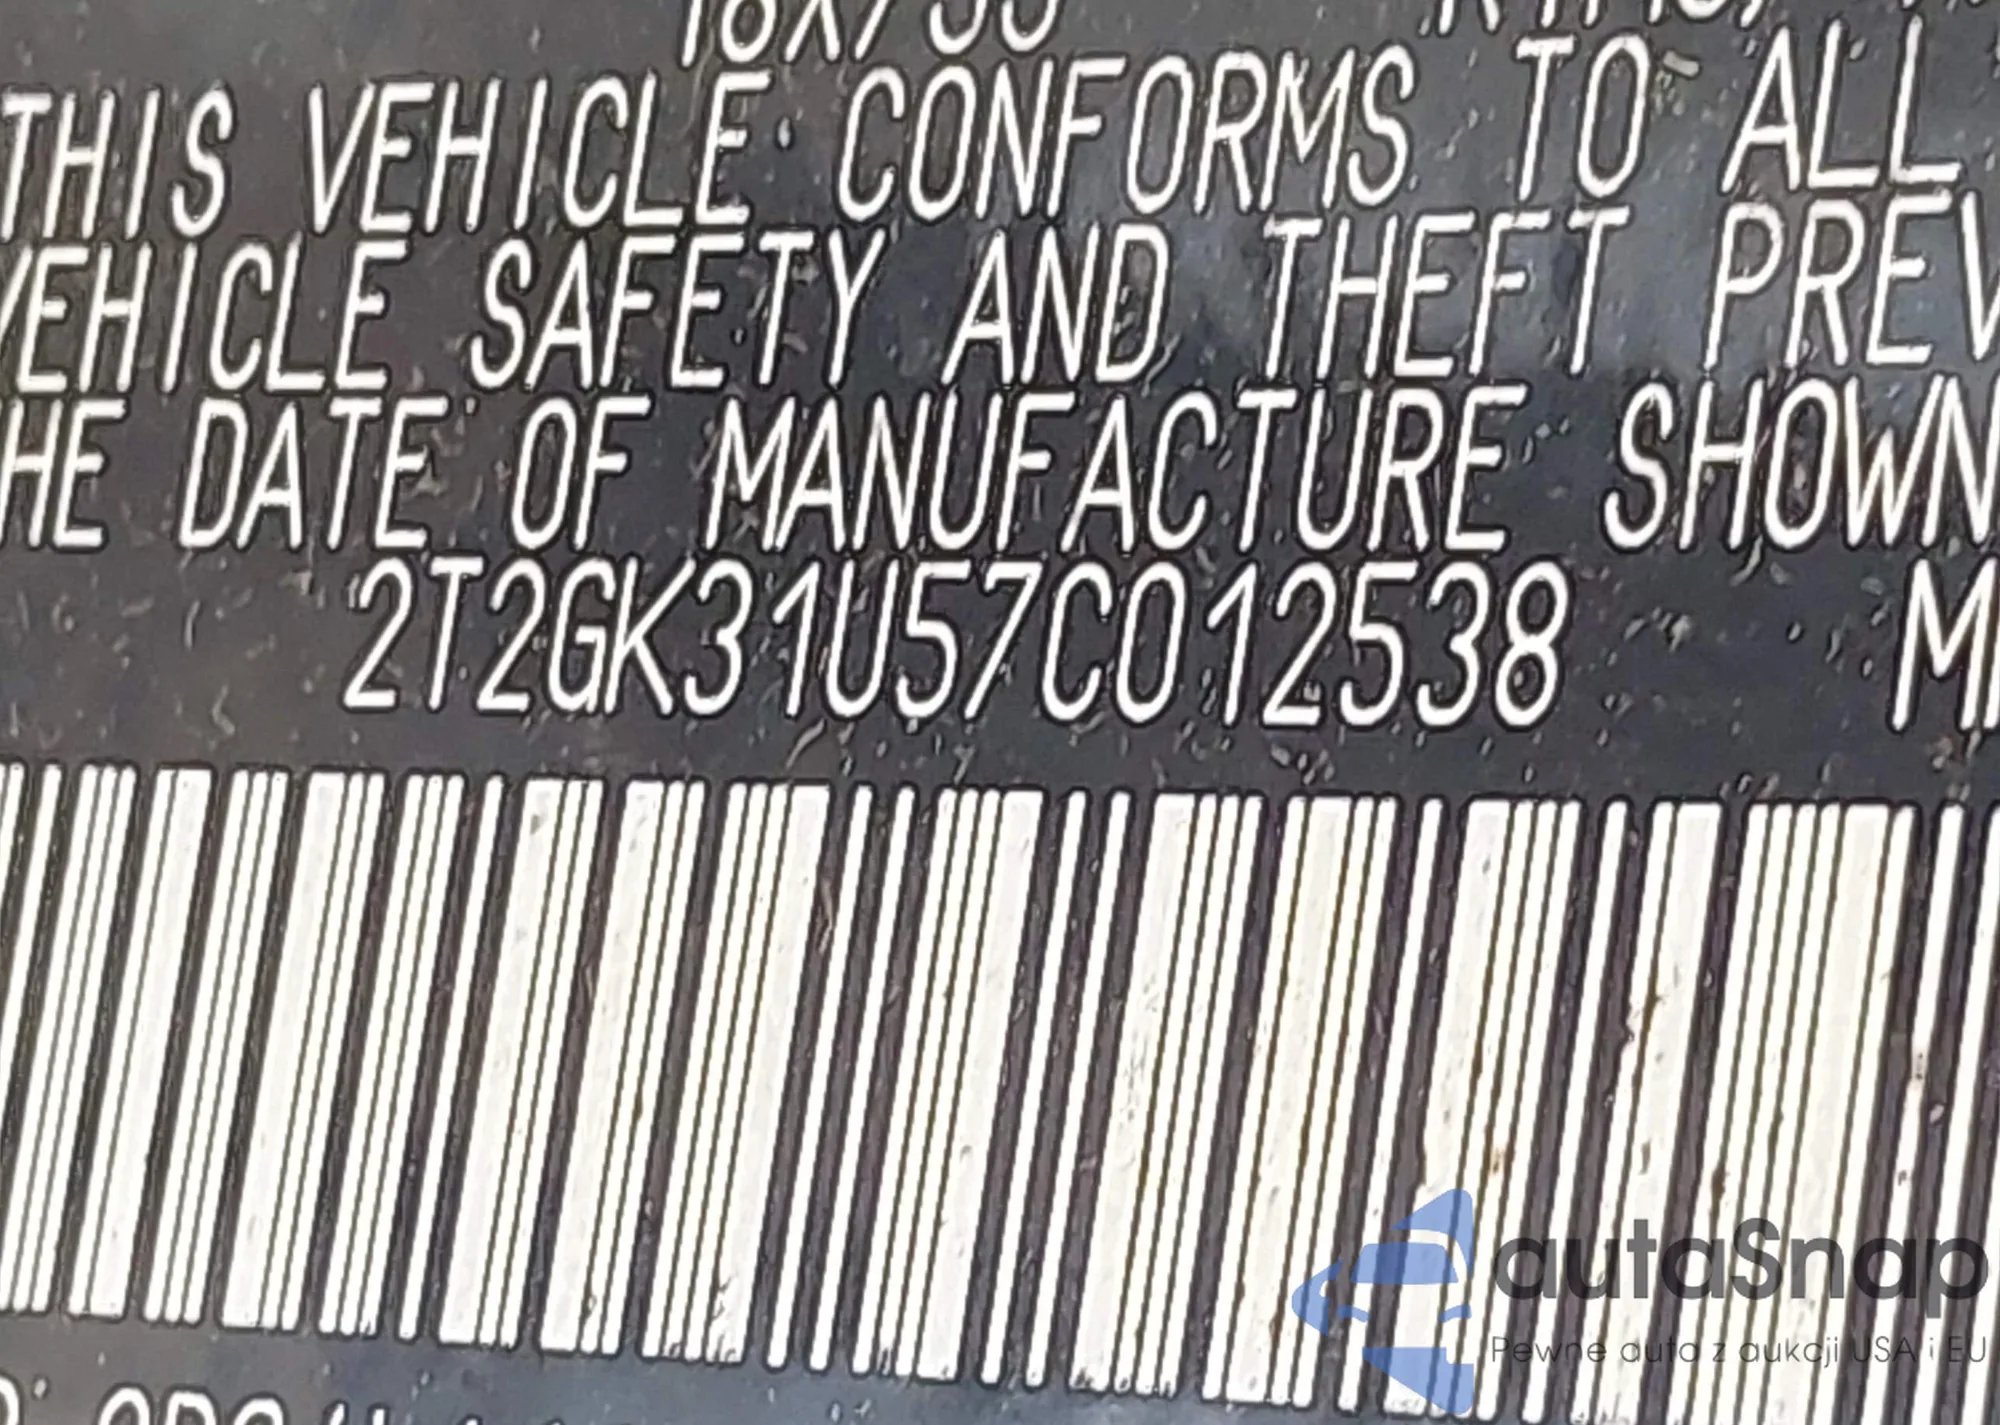 THIS VEHICLE CONFORMS TO ALL
VEHICLE SAFETY AND THEFT PREV
HE DATE OF MANUFACTURE SHOWN
2T2GK31U57C012538
autaSnap
Pewne auta z aukcji USA i EU